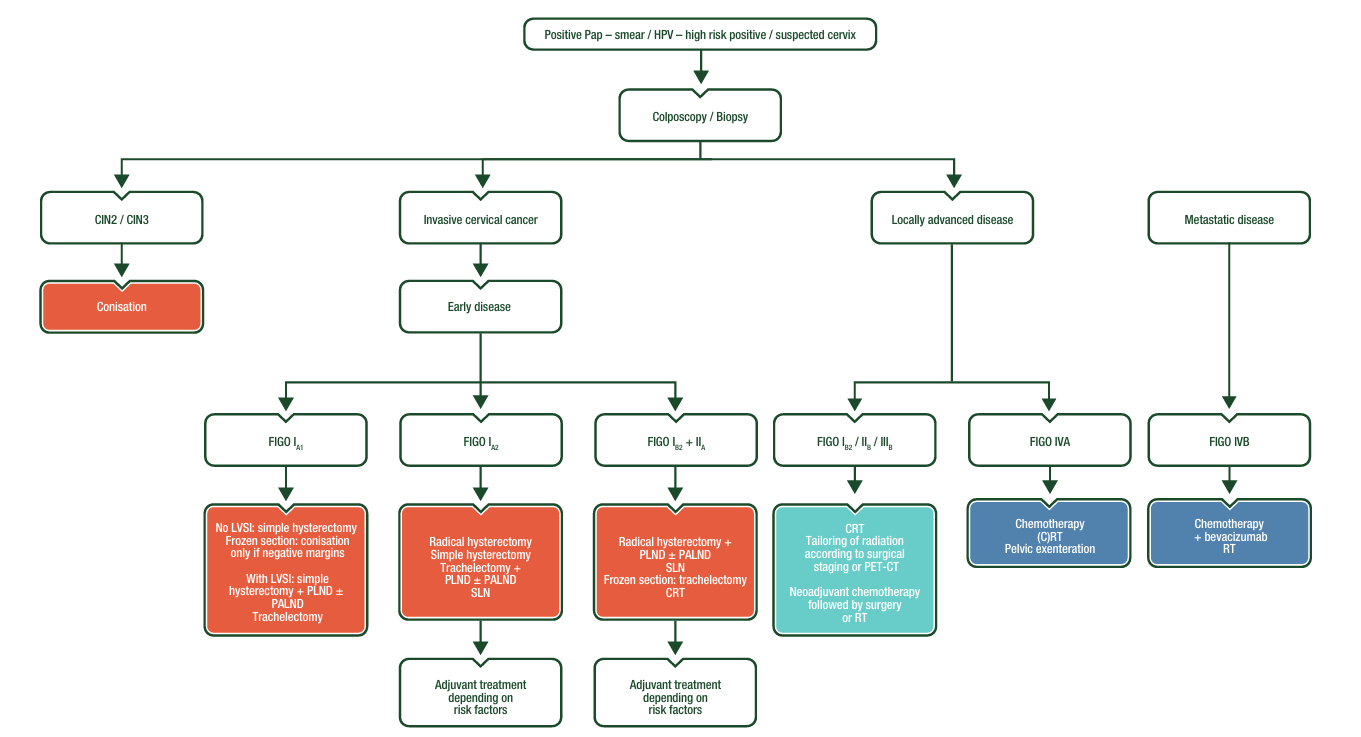 Positive Pap – smear / HPV – high risk positive / suspected cervix
Colposcopy / Biopsy
CIN2 / CIN3
Invasive cervical cancer
Locally advanced disease
Metastatic disease
Conisation
Early disease
FIGO IA1
FIGO IA2
FIGO IB2 + IIA
FIGO IB2 / IIB / IIIB
FIGO IVA
FIGO IVB
No LVSI: simple hysterectomy
Frozen section: conisation
only if negative margins
With LVSI: simple
hysterectomy + PLND ±
PALND
Trachelectomy
Radical hysterectomy
Simple hysterectomy
Trachelectomy +
PLND ± PALND
SLN
Radical hysterectomy +
PLND ± PALND
SLN
Frozen section: trachelectomy
CRT
CRT
Tailoring of radiation
according to surgical
staging or PET-CT
Neoadjuvant chemotherapy
followed by surgery
or RT
Chemotherapy
(C)RT
Pelvic exenteration
Chemotherapy
+ bevacizumab
RT
Adjuvant treatment
depending on
risk factors
Adjuvant treatment
depending on
risk factors